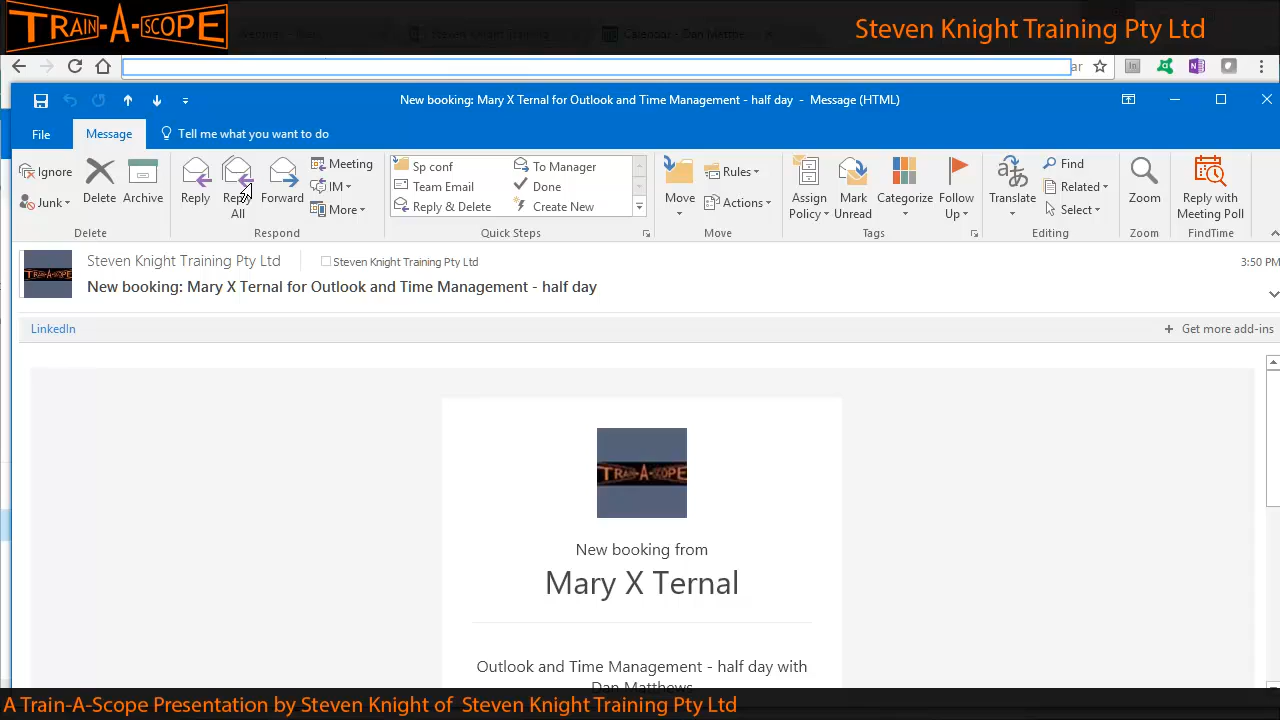 TRAIN-A-SCOPE
Steven Knight Training Pty Ltd
New booking: Mary X Ternal for Outlook and Time Management - half day - Message (HTML)
File Message Tell me what you want to do
Ignore
Junk
Delete
Archive
Delete
Reply
Reply All
Forward
Meeting
IM
More
Respond
Sp conf
Team Email
Reply & Delete
To Manager
Done
Create New
Quick Steps
Move
Rules
Actions
Move
Assign Policy
Mark Unread
Categorize
Follow Up
Tags
Translate
Find
Related
Select
Editing
Zoom
Zoom
Reply with Meeting Poll
FindTime
Steven Knight Training Pty Ltd
Steven Knight Training Pty Ltd
3:50 PM
New booking: Mary X Ternal for Outlook and Time Management - half day
LinkedIn
Get more add-ins
TRAIN-A-SCOPE
New booking from
Mary X Ternal
Outlook and Time Management - half day with
Dan Matthews
A Train-A-Scope Presentation by Steven Knight of Steven Knight Training Pty Ltd